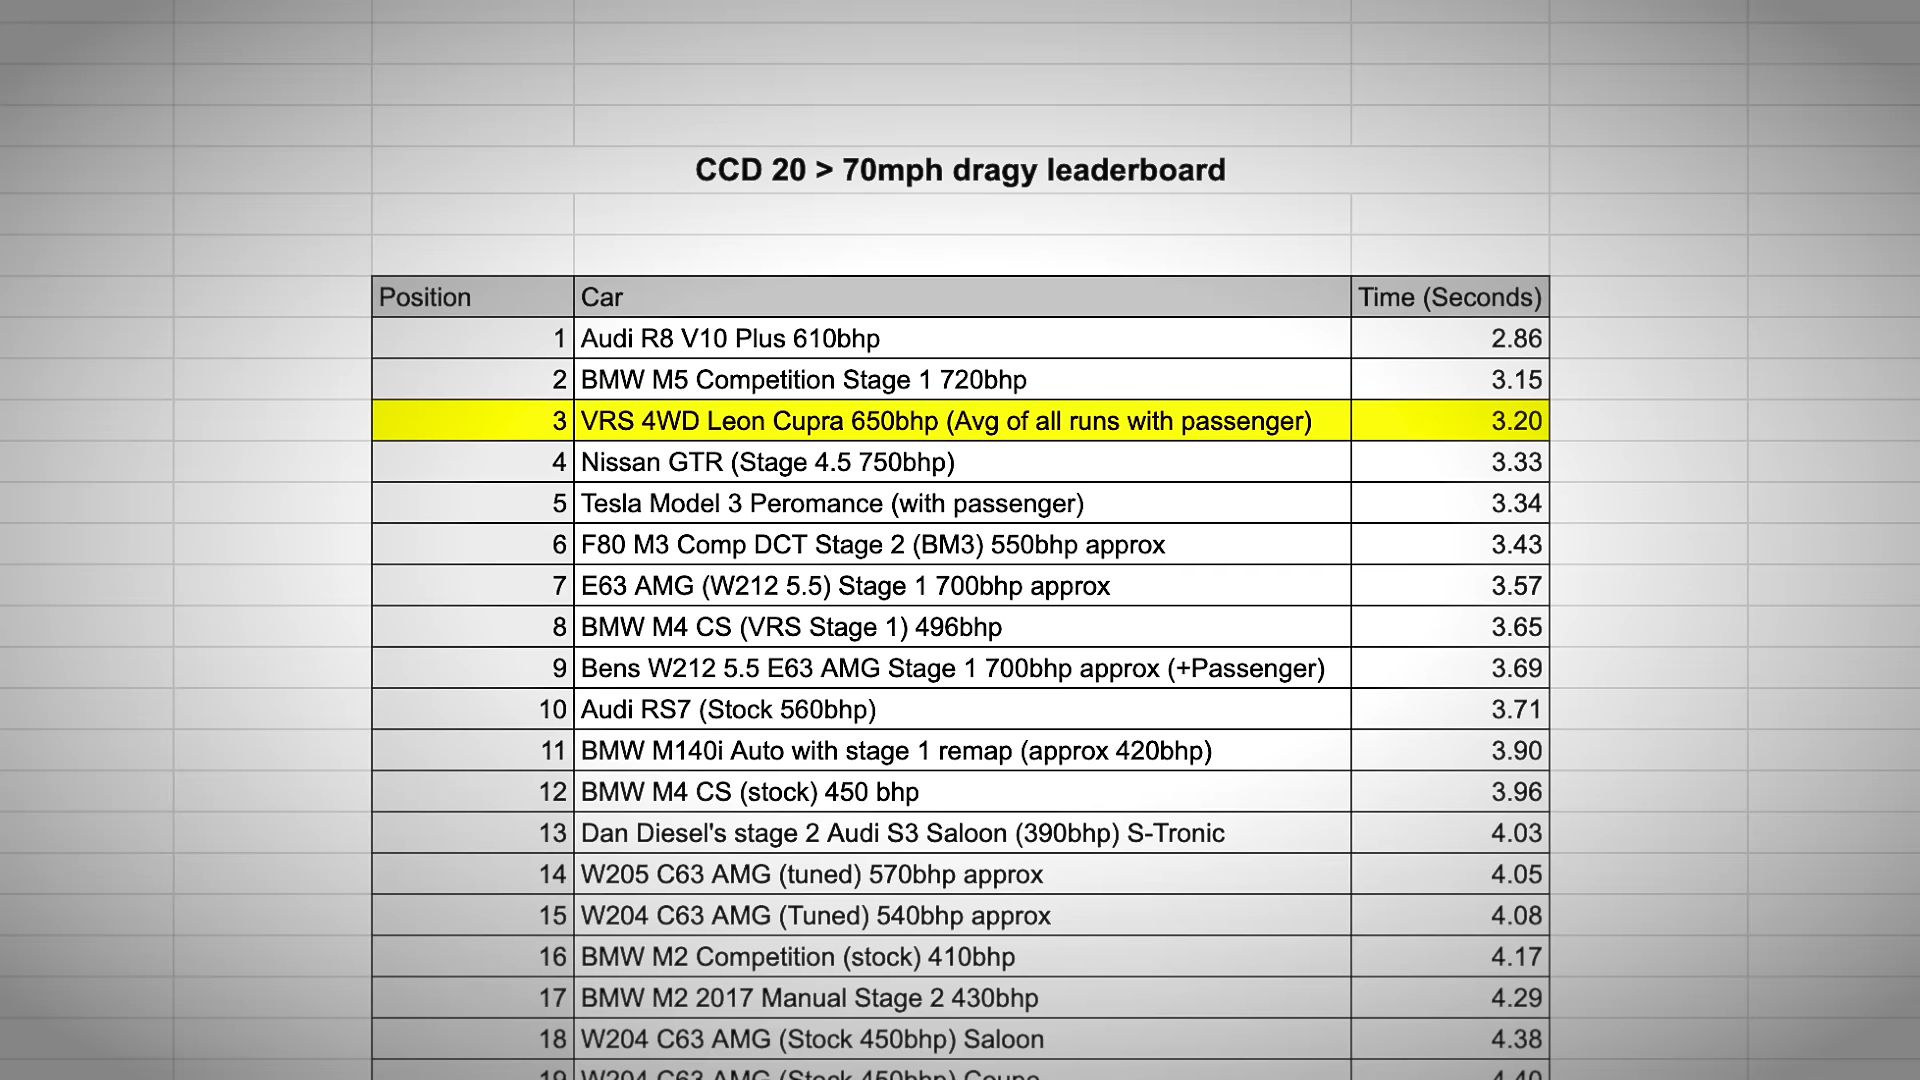 CCD 20 > 70mph dragy leaderboard
Position Car Time (Seconds)
1 Audi R8 V10 Plus 610bhp 2.86
2 BMW M5 Competition Stage 1 720bhp 3.15
3 VRS 4WD Leon Cupra 650bhp (Avg of all runs with passenger) 3.20
4 Nissan GTR (Stage 4.5 750bhp) 3.33
5 Tesla Model 3 Peromance (with passenger) 3.34
6 F80 M3 Comp DCT Stage 2 (BM3) 550bhp approx 3.43
7 E63 AMG (W212 5.5) Stage 1 700bhp approx 3.57
8 BMW M4 CS (VRS Stage 1) 496bhp 3.65
9 Bens W212 5.5 E63 AMG Stage 1 700bhp approx (+Passenger) 3.69
10 Audi RS7 (Stock 560bhp) 3.71
11 BMW M140i Auto with stage 1 remap (approx 420bhp) 3.90
12 BMW M4 CS (stock) 450 bhp 3.96
13 Dan Diesel's stage 2 Audi S3 Saloon (390bhp) S-Tronic 4.03
14 W205 C63 AMG (tuned) 570bhp approx 4.05
15 W204 C63 AMG (Tuned) 540bhp approx 4.08
16 BMW M2 Competition (stock) 410bhp 4.17
17 BMW M2 2017 Manual Stage 2 430bhp 4.29
18 W204 C63 AMG (Stock 450bhp) Saloon 4.38
19 W204 C63 AMG (Stock 450bhp) Coupe 4.40